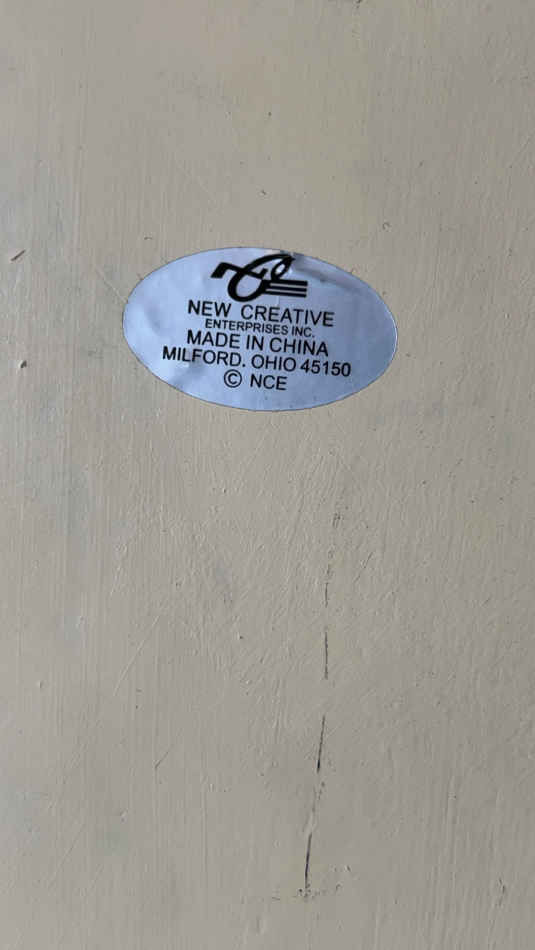 NEW CREATIVE
ENTERPRISES INC.
MADE IN CHINA
MILFORD. OHIO 45150
© NCE